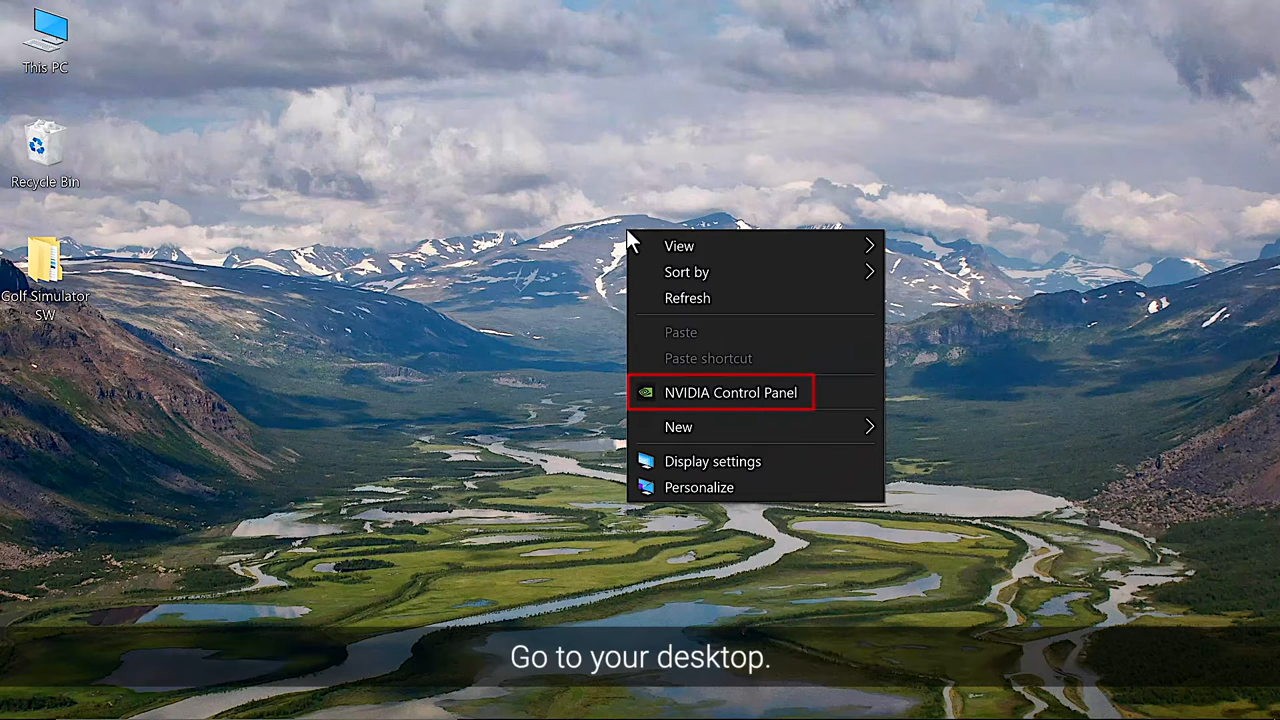 This PC
Recycle Bin
Golf Simulator
SW
View
Sort by
Refresh
Paste
Paste shortcut
NVIDIA Control Panel
New
Display settings
Personalize
Go to your desktop.